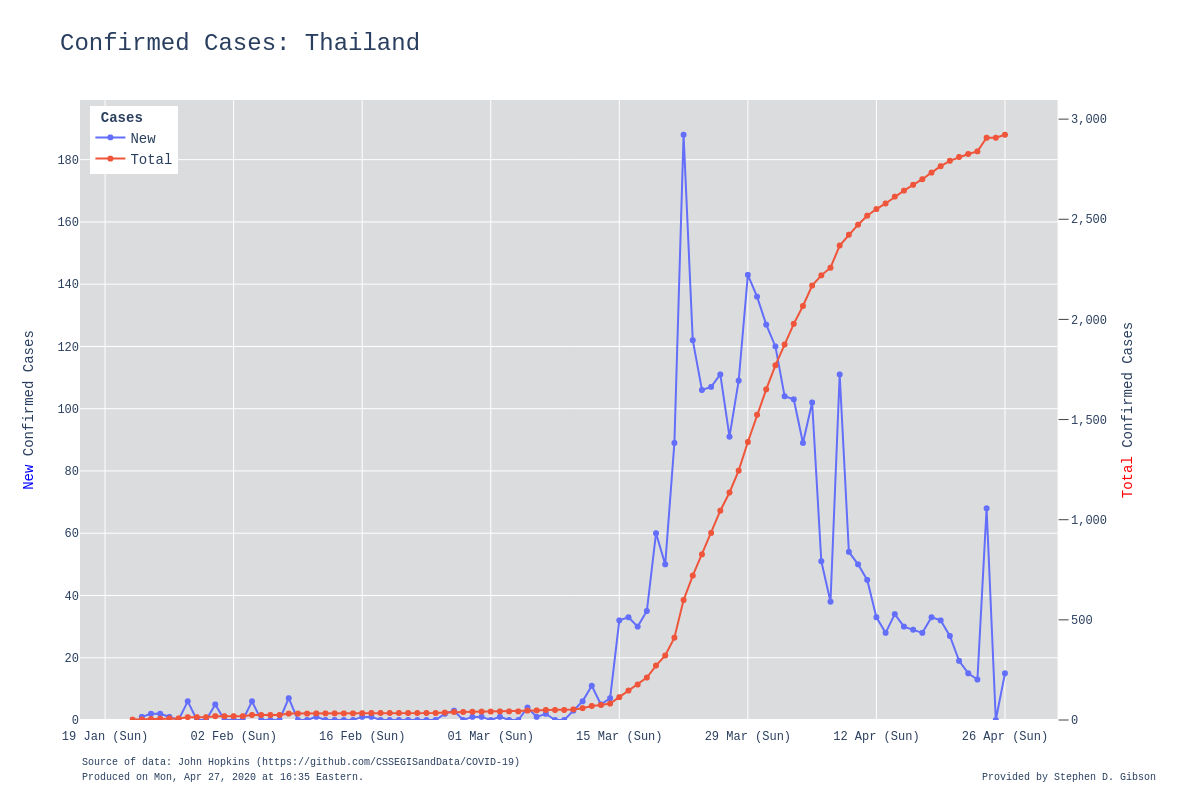 Confirmed Cases: Thailand
Cases
New
Total
180
160
140
120
100
80
60
40
20
0
3,000
2,500
2,000
1,500
1,000
500
0
New Confirmed Cases
Total Confirmed Cases
19 Jan (Sun) 02 Feb (Sun) 16 Feb (Sun) 01 Mar (Sun) 15 Mar (Sun) 29 Mar (Sun) 12 Apr (Sun) 26 Apr (Sun)
Source of data: John Hopkins (https://github.com/CSSEGISandData/COVID-19)
Produced on Mon, Apr 27, 2020 at 16:35 Eastern.
Provided by Stephen D. Gibson